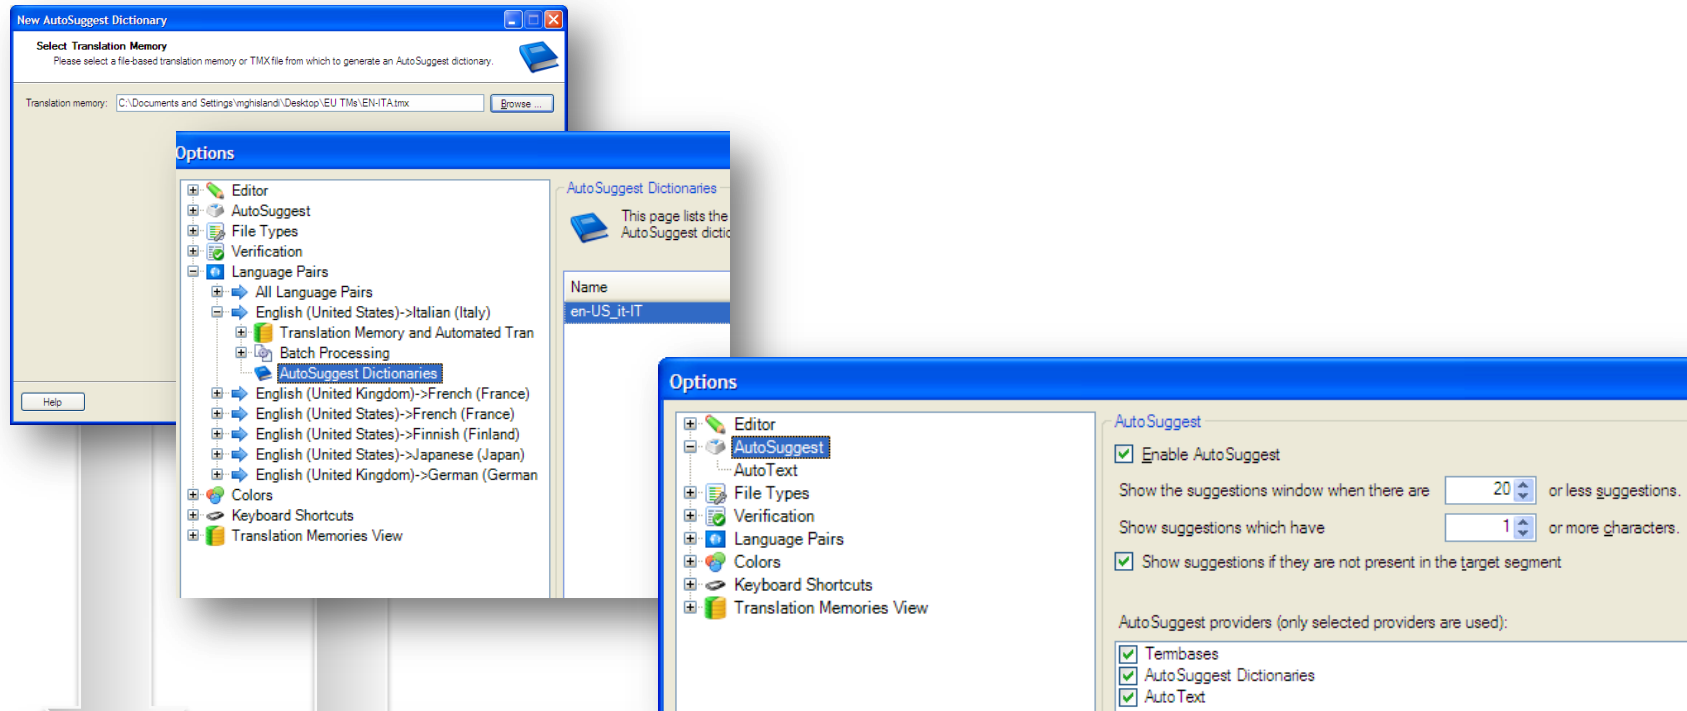 New AutoSuggest Dictionary
Select Translation Memory
Please select a file-based translation memory or TMX file from which to generate an AutoSuggest dictionary.
Translation memory: C:\Documents and Settings\mghislandi\Desktop\EU TMs\EN-ITA.tmx Browse ...
Help
Options
Editor
AutoSuggest
File Types
Verification
Language Pairs
All Language Pairs
English (United States)->Italian (Italy)
Translation Memory and Automated Tran
Batch Processing
AutoSuggest Dictionaries
English (United Kingdom)->French (France)
English (United States)->French (France)
English (United States)->Finnish (Finland)
English (United States)->Japanese (Japan)
English (United Kingdom)->German (German
Colors
Keyboard Shortcuts
Translation Memories View
AutoSuggest Dictionaries
This page lists the
AutoSuggest dictio
Name
en-US_it-IT
Options
Editor
AutoSuggest
AutoText
File Types
Verification
Language Pairs
Colors
Keyboard Shortcuts
Translation Memories View
AutoSuggest
Enable AutoSuggest
Show the suggestions window when there are 20 or less suggestions.
Show suggestions which have 1 or more characters.
Show suggestions if they are not present in the target segment
AutoSuggest providers (only selected providers are used):
Termbases
AutoSuggest Dictionaries
AutoText